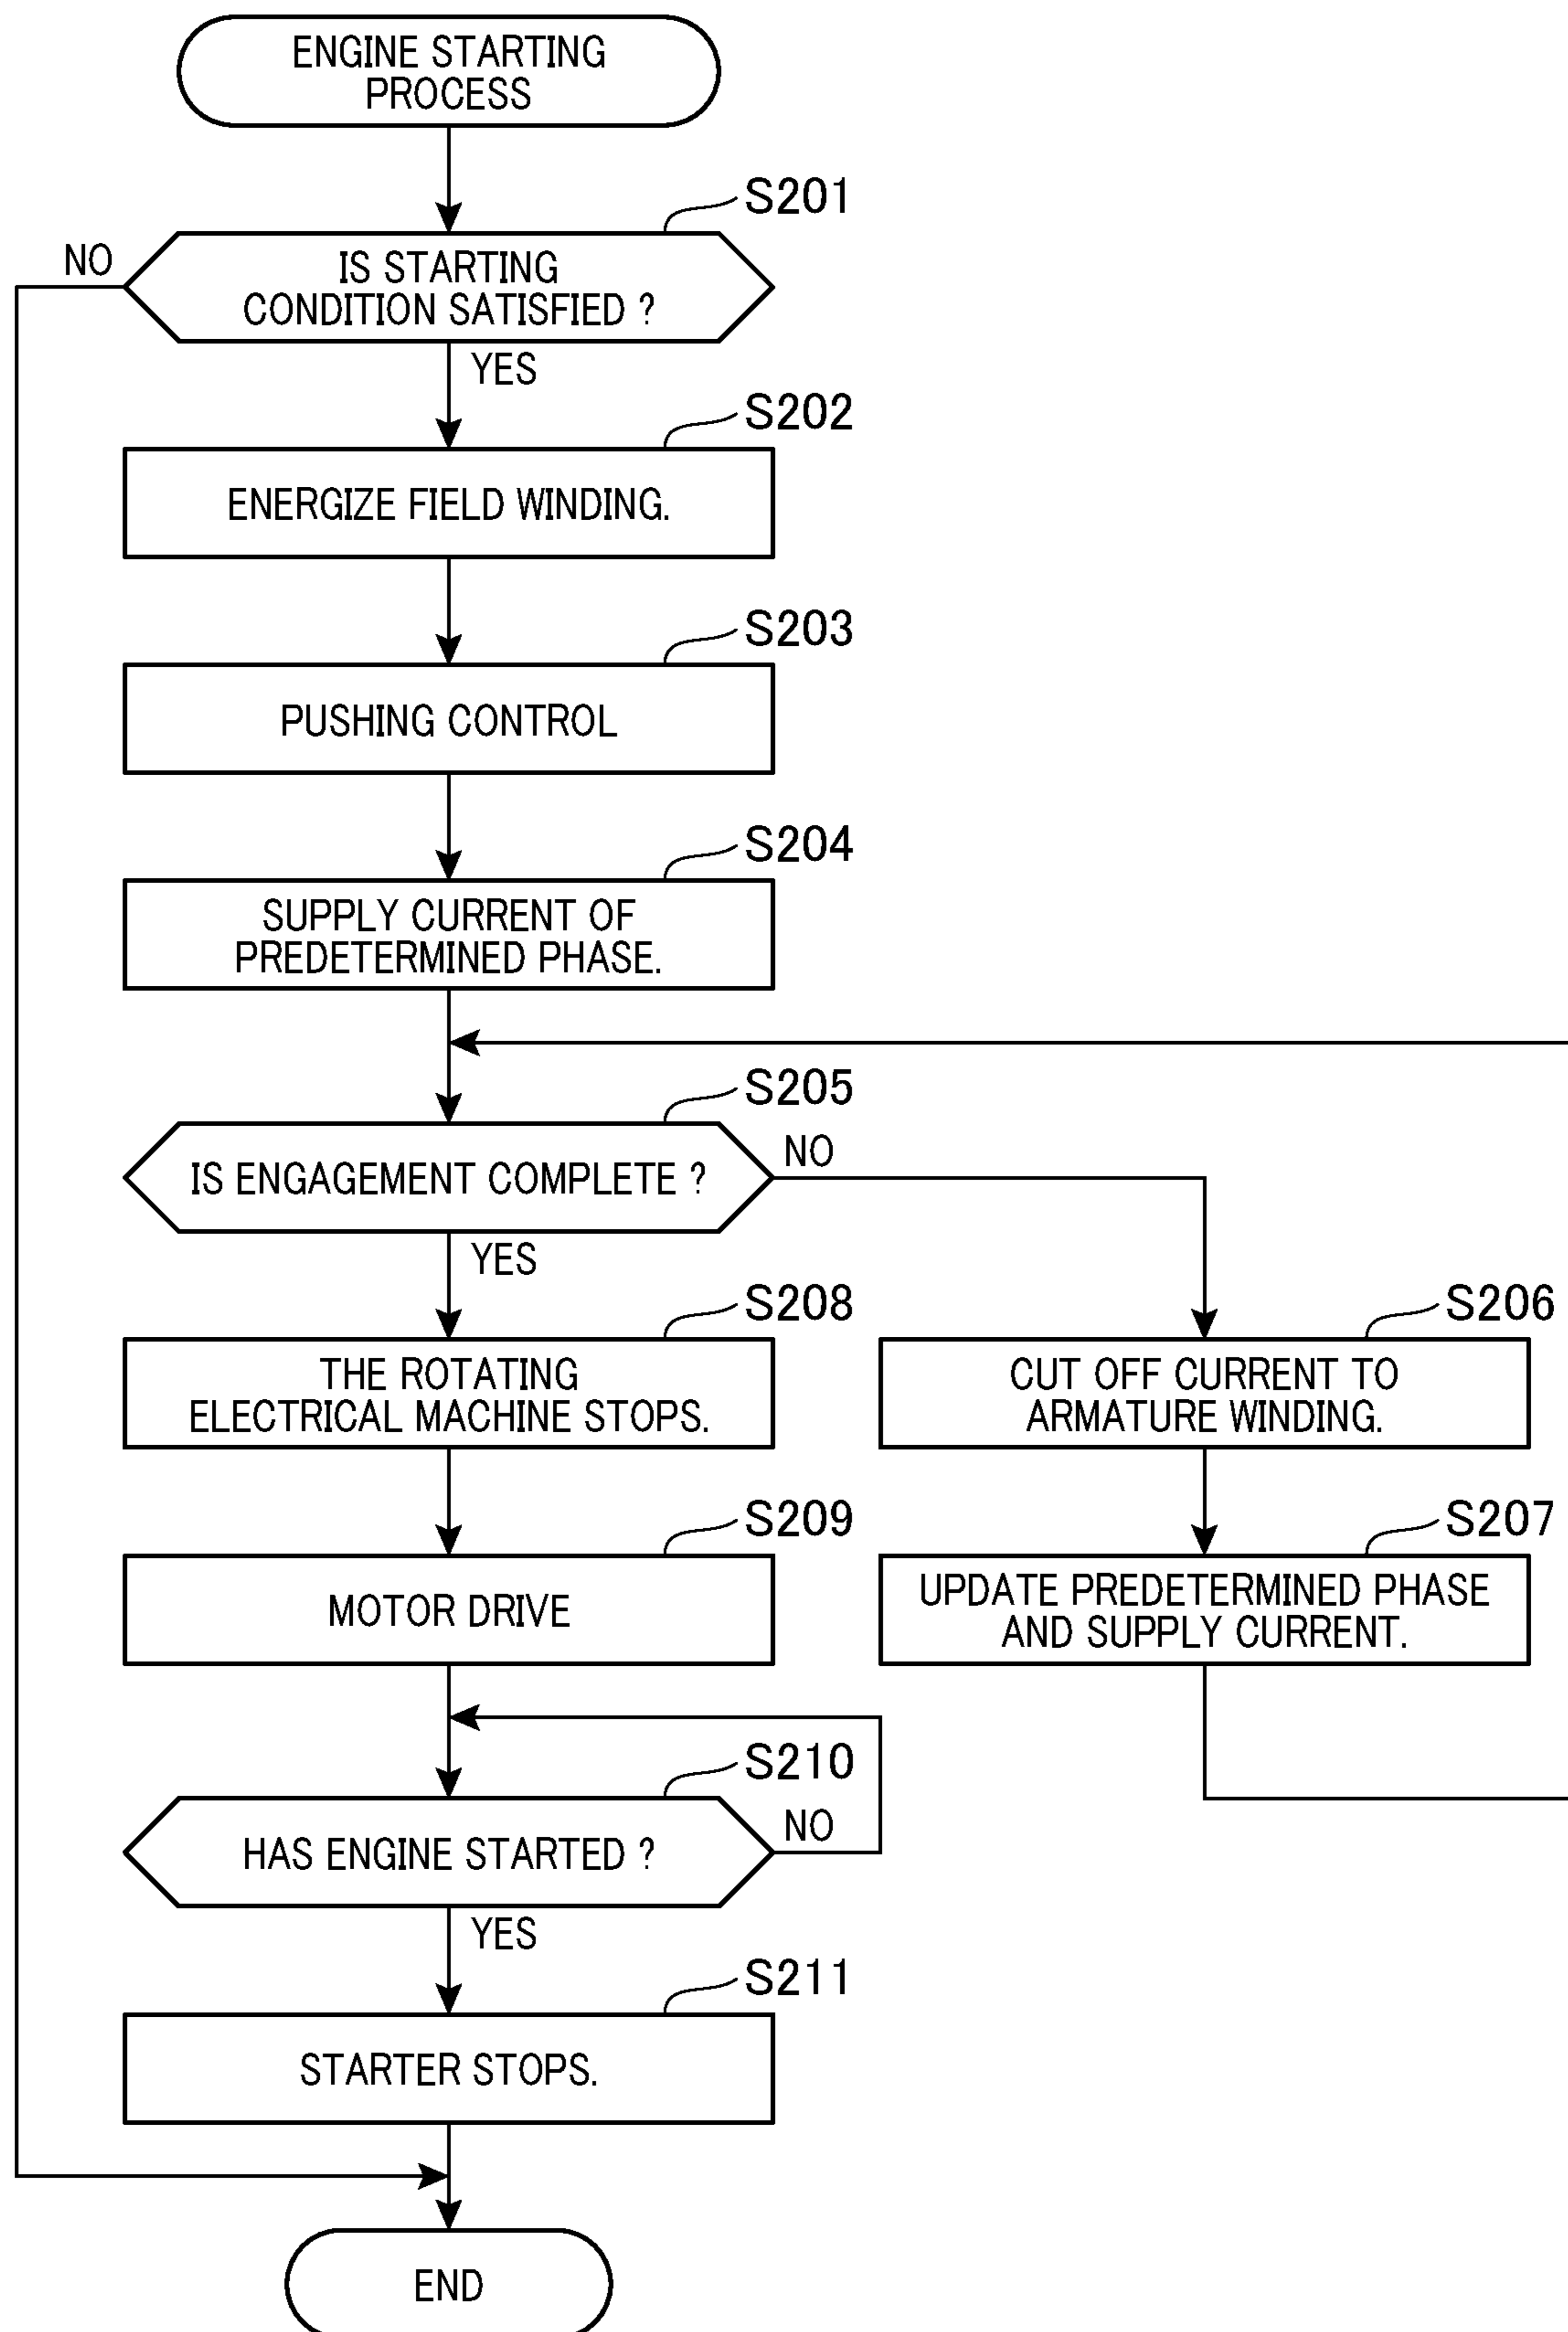 ENGINE STARTING
PROCESS
S201
NO
IS STARTING
CONDITION SATISFIED ?
YES
S202
ENERGIZE FIELD WINDING.
S203
PUSHING CONTROL
S204
SUPPLY CURRENT OF
PREDETERMINED PHASE.
S205
IS ENGAGEMENT COMPLETE ?
NO
YES
S208
THE ROTATING
ELECTRICAL MACHINE STOPS.
S206
CUT OFF CURRENT TO
ARMATURE WINDING.
S209
MOTOR DRIVE
S207
UPDATE PREDETERMINED PHASE
AND SUPPLY CURRENT.
S210
HAS ENGINE STARTED ?
NO
YES
S211
STARTER STOPS.
END